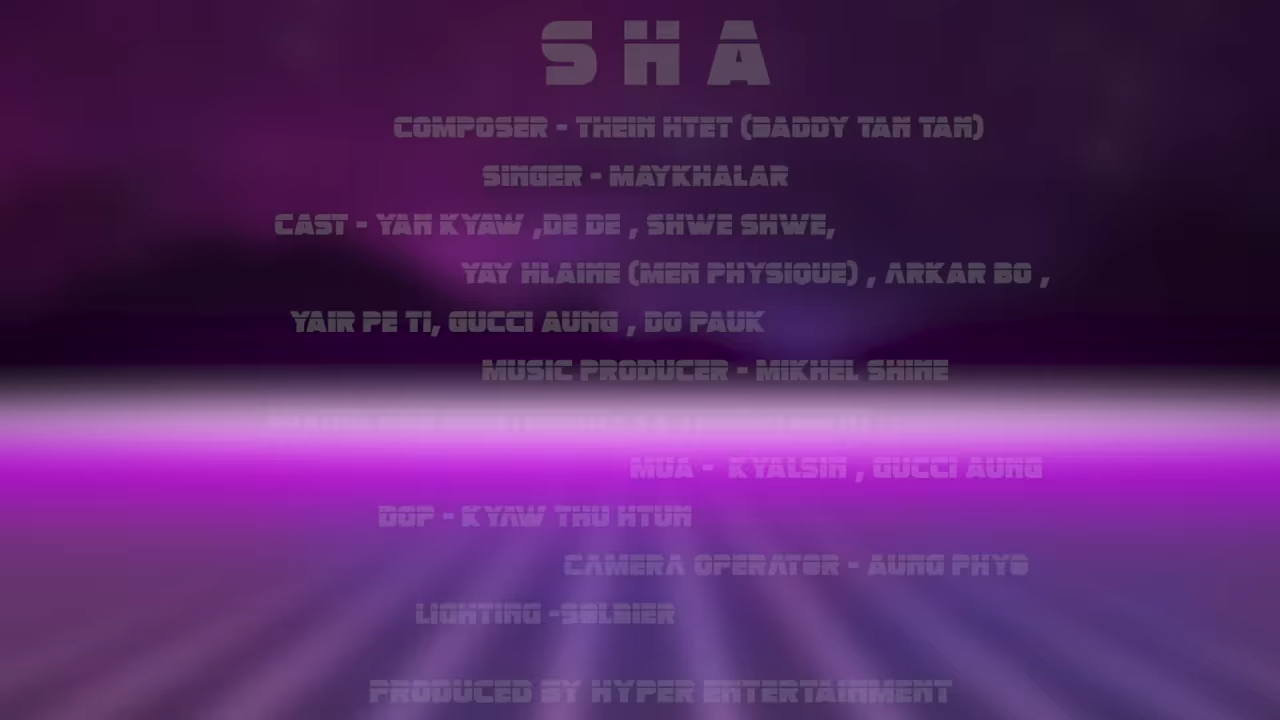 SHA
COMPOSER - THEIN HTET (DADDY TAN TAN)
SINGER - MAYKHALAR
CAST - YAN KYAW ,DE DE , SHWE SHWE,
YAY HLAINE (MEN PHYSIQUE) , ARKAR BO ,
YAIR PE TI, GUCCI AUNG , DO PAUK
MUSIC PRODUCER - MIKHEL SHINE
MUA - KYALSIN , GUCCI AUNG
DOP - KYAW THU HTUN
CAMERA OPERATOR - AUNG PHYO
LIGHTING -SOLDIER
PRODUCED BY HYPER ENTERTAINMENT